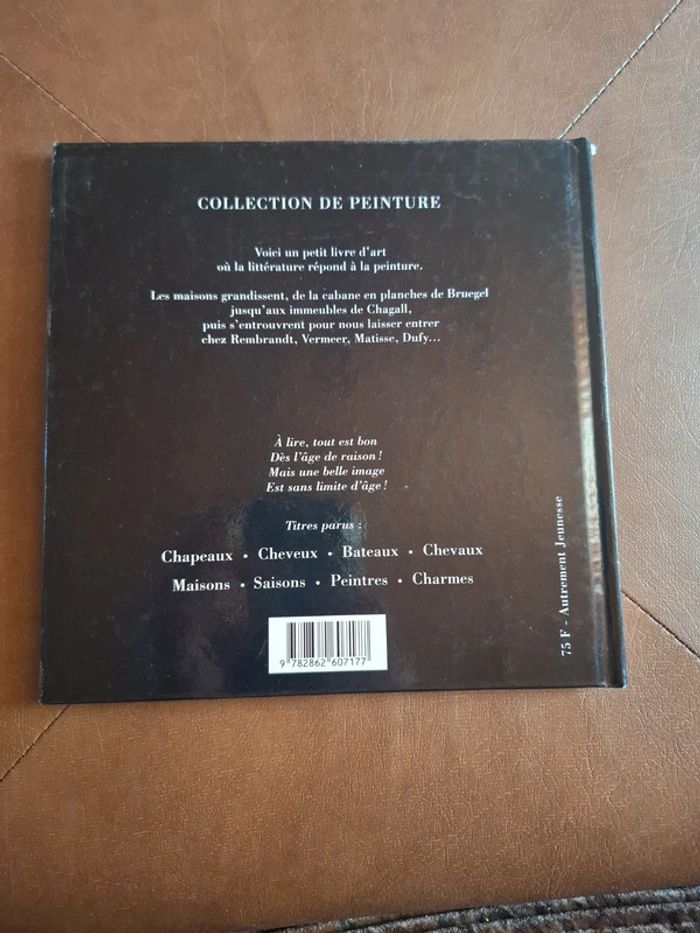 COLLECTION DE PEINTURE
Voici un petit livre d'art
où la littérature répond à la peinture.
Les maisons grandissent, de la cabane en planches de Bruegel
jusqu'aux immeubles de Chagall,
puis s'entrouvrent pour nous laisser entrer
chez Rembrandt, Vermeer, Matisse, Dufy...
À lire, tout est bon
Dès l'âge de raison !
Mais une belle image
Est sans limite d'âge !
Titres parus :
Chapeaux • Cheveux • Bateaux • Chevaux
Maisons • Saisons • Peintres • Charmes
9 782862 607177
75 F - Autrement Jeunesse